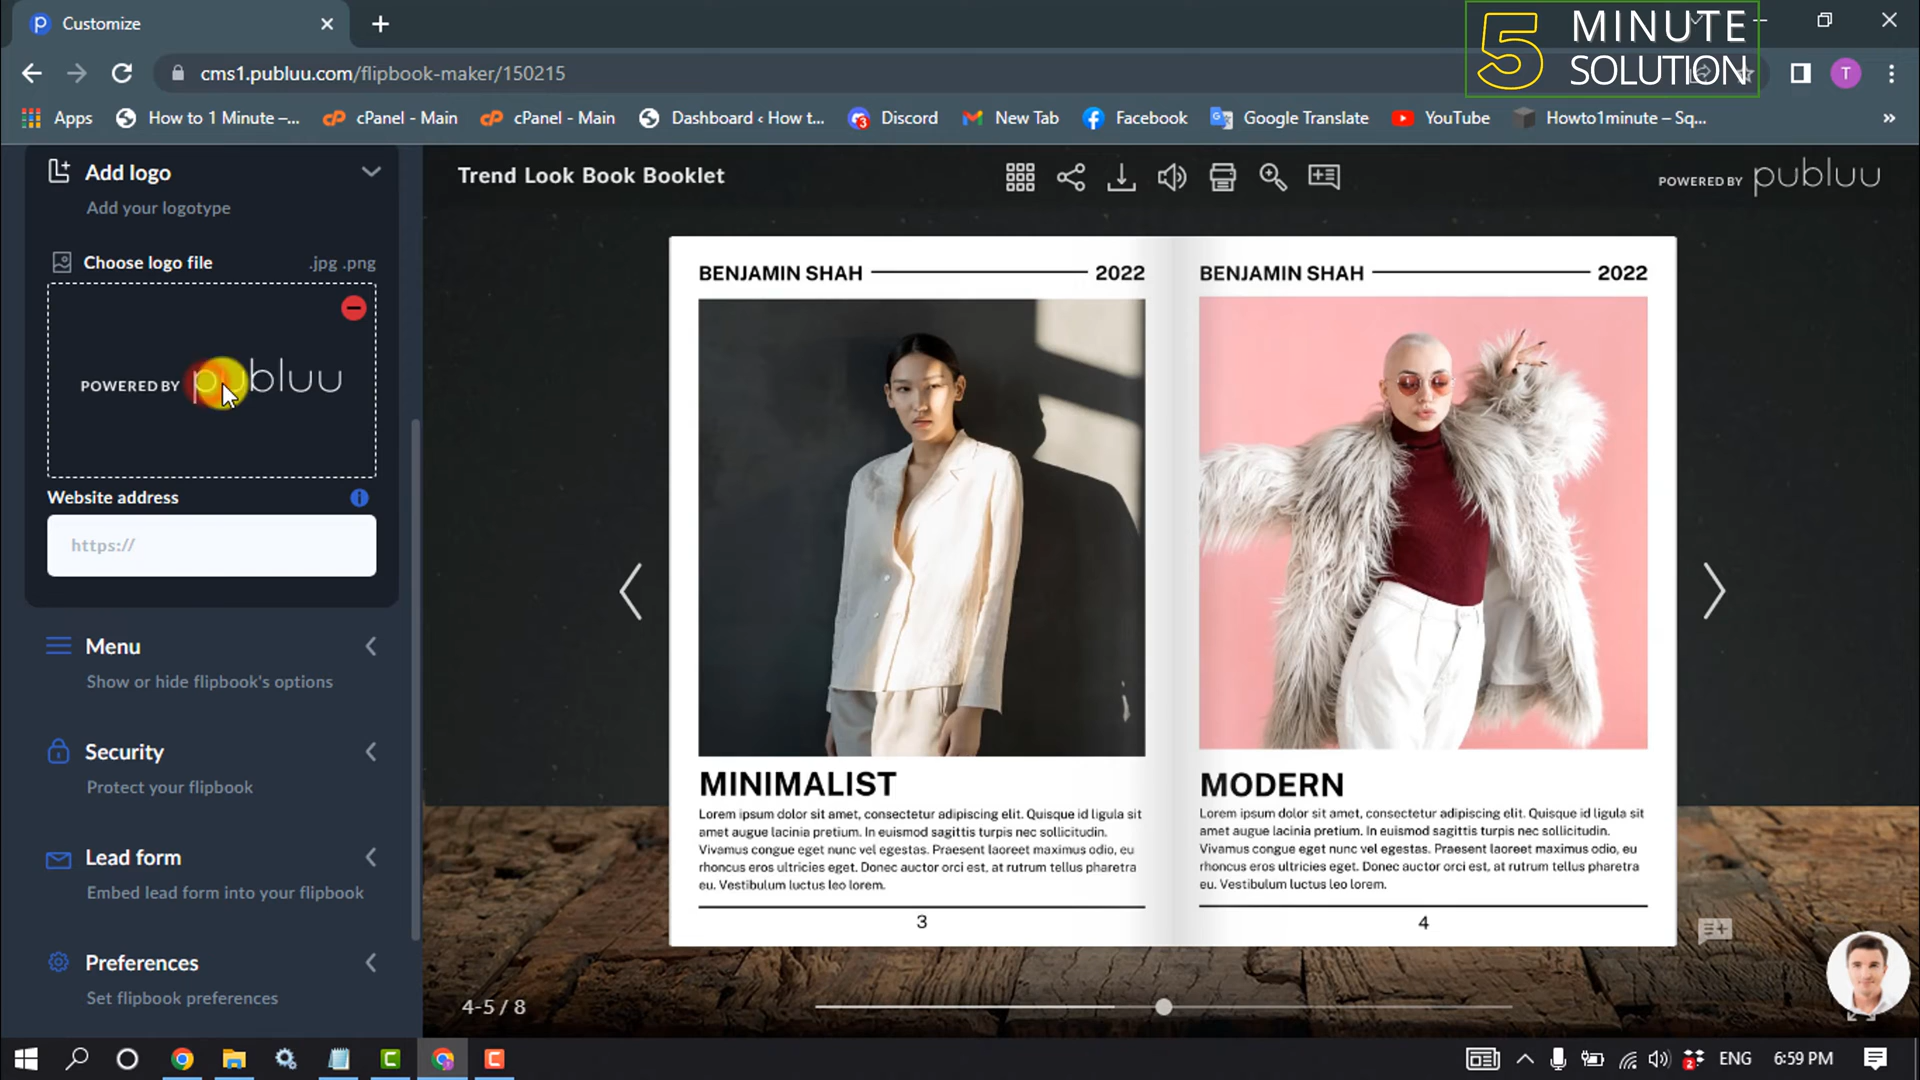 Customize
5 MINUTE
SOLUTION
cms1.publuu.com/flipbook-maker/150215
T
Apps
How to 1 Minute –...
cPanel - Main
cPanel - Main
Dashboard ‹ How t...
Discord
New Tab
Facebook
Google Translate
YouTube
Howto1minute – Sq...
»
Add logo
Add your logotype
Choose logo file
.jpg .png
POWERED BY publuu
Website address
https://
Menu
Show or hide flipbook's options
Security
Protect your flipbook
Lead form
Embed lead form into your flipbook
Preferences
Set flipbook preferences
Trend Look Book Booklet
POWERED BY publuu
BENJAMIN SHAH 2022
MINIMALIST
Lorem ipsum dolor sit amet, consectetur adipiscing elit. Quisque id ligula sit
amet augue lacinia pretium. In euismod sagittis turpis nec sollicitudin.
Vivamus congue eget nunc vel egestas. Praesent laoreet maximus odio, eu
rhoncus eros ultricies eget. Donec auctor orci est, at rutrum tellus pharetra
eu. Vestibulum luctus leo lorem.
3
BENJAMIN SHAH 2022
MODERN
Lorem ipsum dolor sit amet, consectetur adipiscing elit. Quisque id ligula sit
amet augue lacinia pretium. In euismod sagittis turpis nec sollicitudin.
Vivamus congue eget nunc vel egestas. Praesent laoreet maximus odio, eu
rhoncus eros ultricies eget. Donec auctor orci est, at rutrum tellus pharetra
eu. Vestibulum luctus leo lorem.
4
4-5 / 8
ENG
6:59 PM